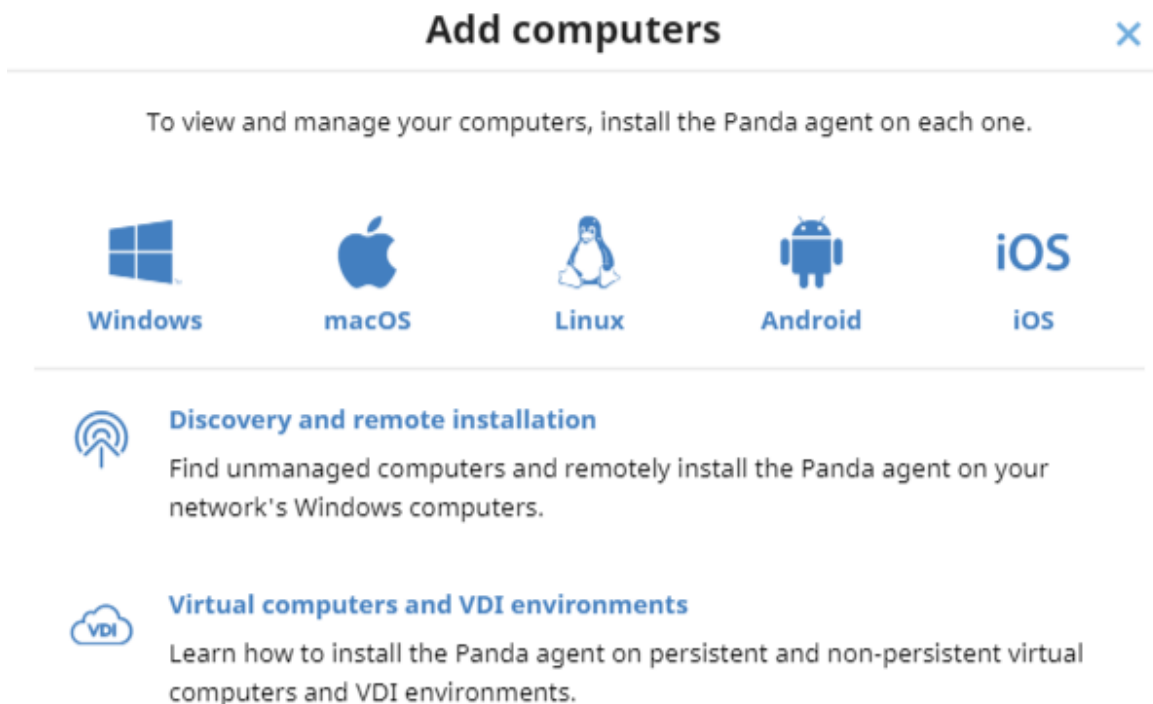 Add computers
To view and manage your computers, install the Panda agent on each one.
iOS
Windows macOS Linux Android iOS
Discovery and remote installation
Find unmanaged computers and remotely install the Panda agent on your
network's Windows computers.
Virtual computers and VDI environments
VDI
Learn how to install the Panda agent on persistent and non-persistent virtual
computers and VDI environments.